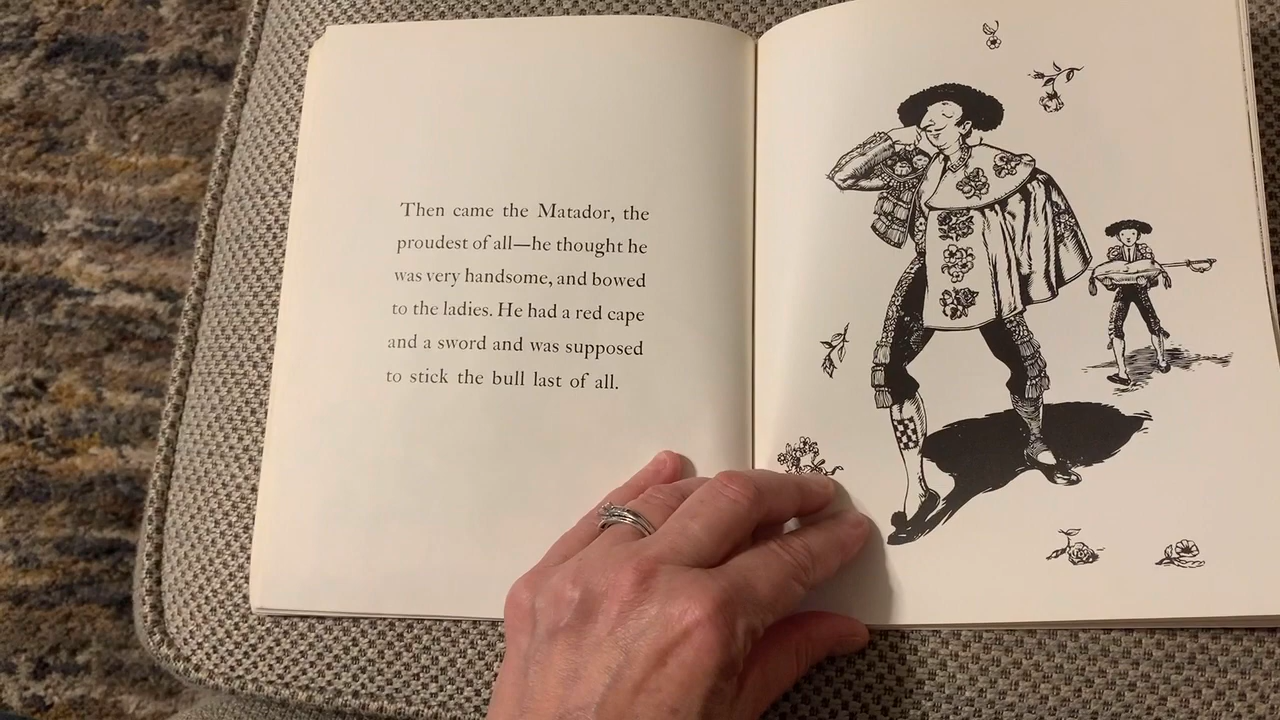 Then came the Matador, the
proudest of all—he thought he
was very handsome, and bowed
to the ladies. He had a red cape
and a sword and was supposed
to stick the bull last of all.